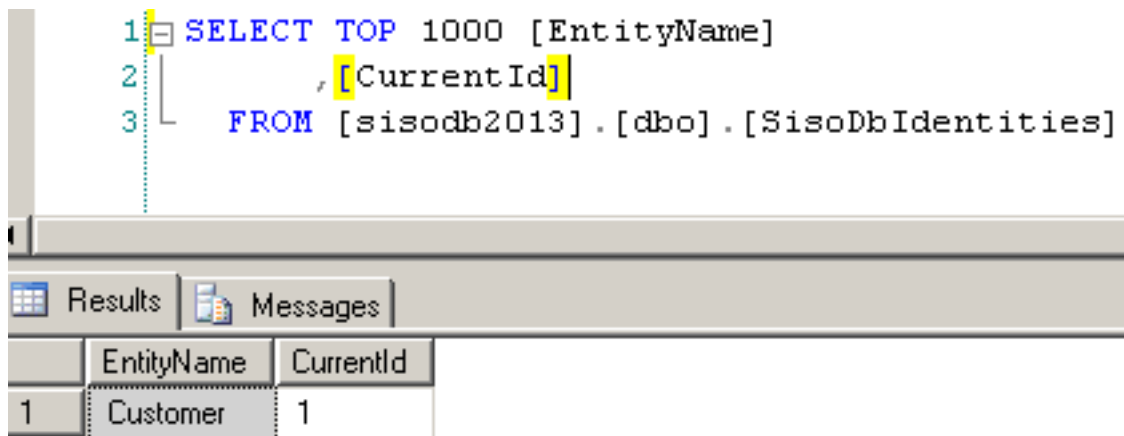 1 SELECT TOP 1000 [EntityName]
2 ,[CurrentId]
3 FROM [sisodb2013].[dbo].[SisoDbIdentities]
Results Messages
EntityName CurrentId
1 Customer 1